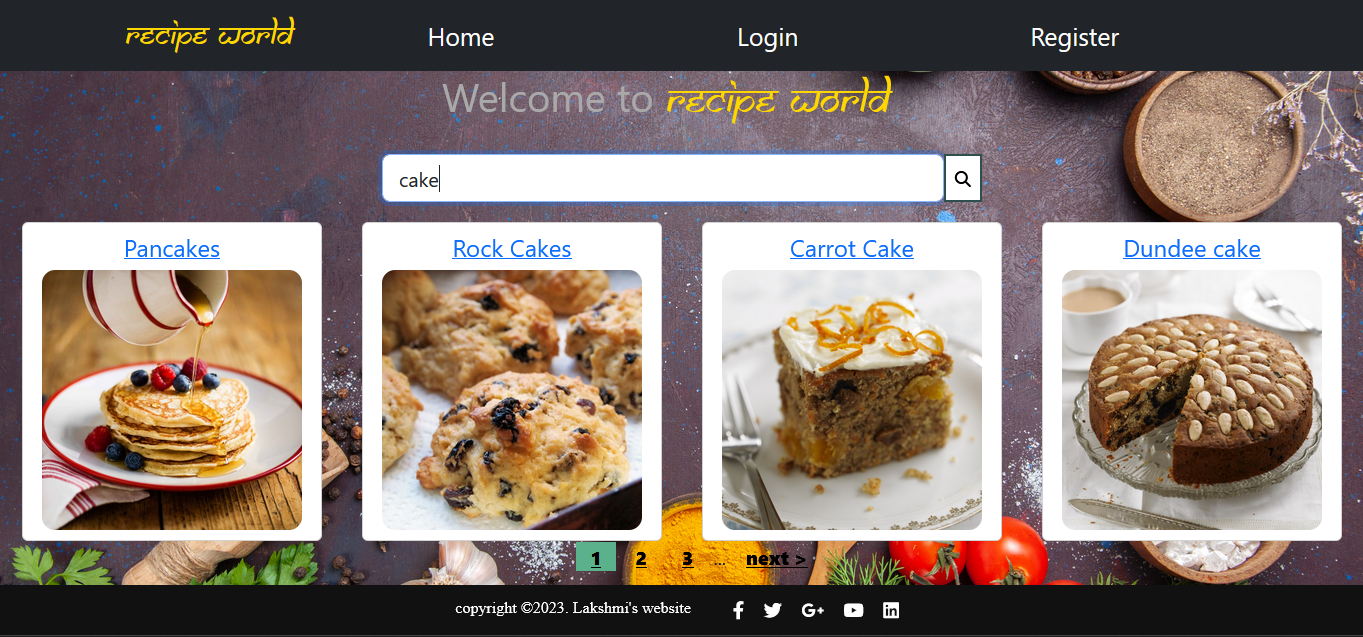 recipe world Home Login Register
Welcome to recipe world
cake
Pancakes Rock Cakes Carrot Cake Dundee cake
1 2 3 ... next >
copyright ©2023. Lakshmi's website